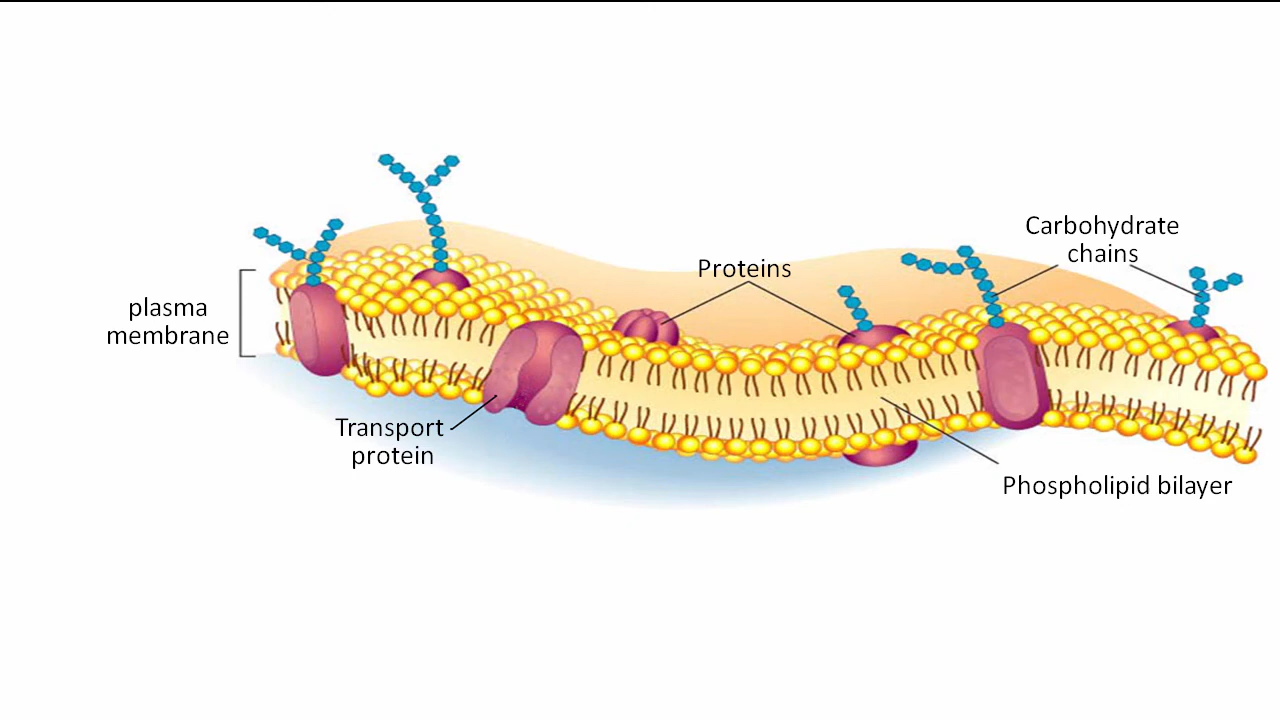 plasma
membrane
Proteins
Carbohydrate
chains
Transport
protein
Phospholipid bilayer